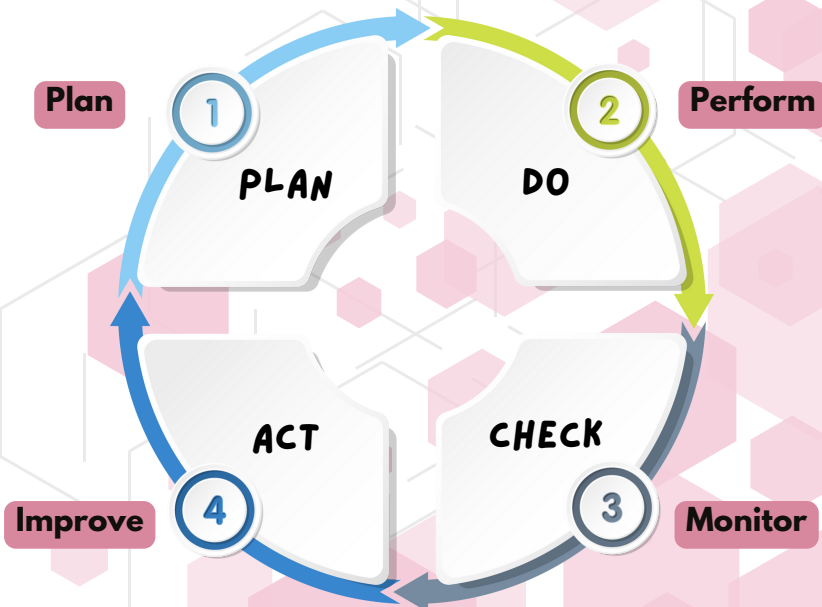 Plan
1
PLAN
2
Perform
DO
ACT
CHECK
Improve
4
3
Monitor